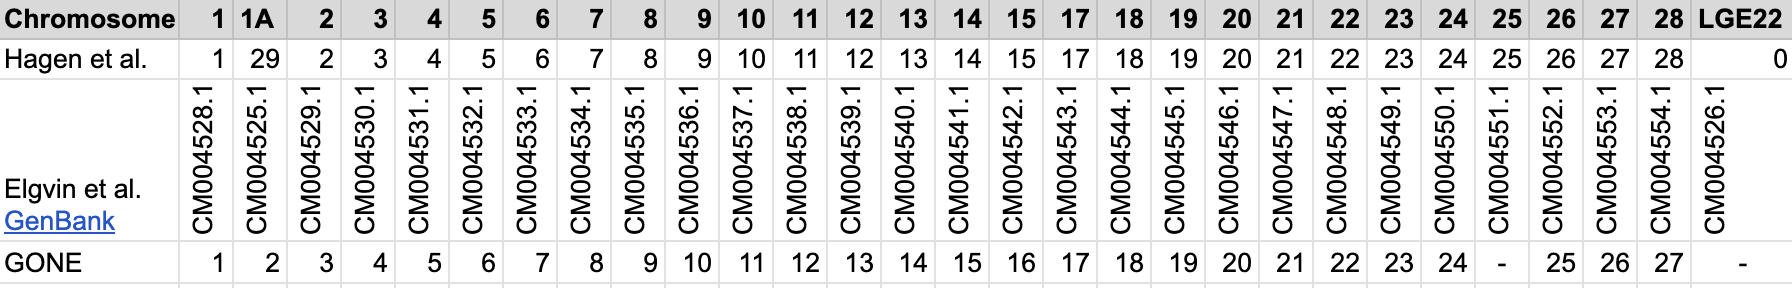 Chromosome 1 1A 2 3 4 5 6 7 8 9 10 11 12 13 14 15 17 18 19 20 21 22 23 24 25 26 27 28 LGE22
Hagen et al. 1 29 2 3 4 5 6 7 8 9 10 11 12 13 14 15 17 18 19 20 21 22 23 24 25 26 27 28 0
Elgvin et al.
GenBank
CM004528.1 CM004525.1 CM004529.1 CM004530.1 CM004531.1 CM004532.1 CM004533.1 CM004534.1 CM004535.1 CM004536.1 CM004537.1 CM004538.1 CM004539.1 CM004540.1 CM004541.1 CM004542.1 CM004543.1 CM004544.1 CM004545.1 CM004546.1 CM004547.1 CM004548.1 CM004549.1 CM004550.1 CM004551.1 CM004552.1 CM004553.1 CM004554.1 CM004526.1
GONE 1 2 3 4 5 6 7 8 9 10 11 12 13 14 15 16 17 18 19 20 21 22 23 24 - 25 26 27 -